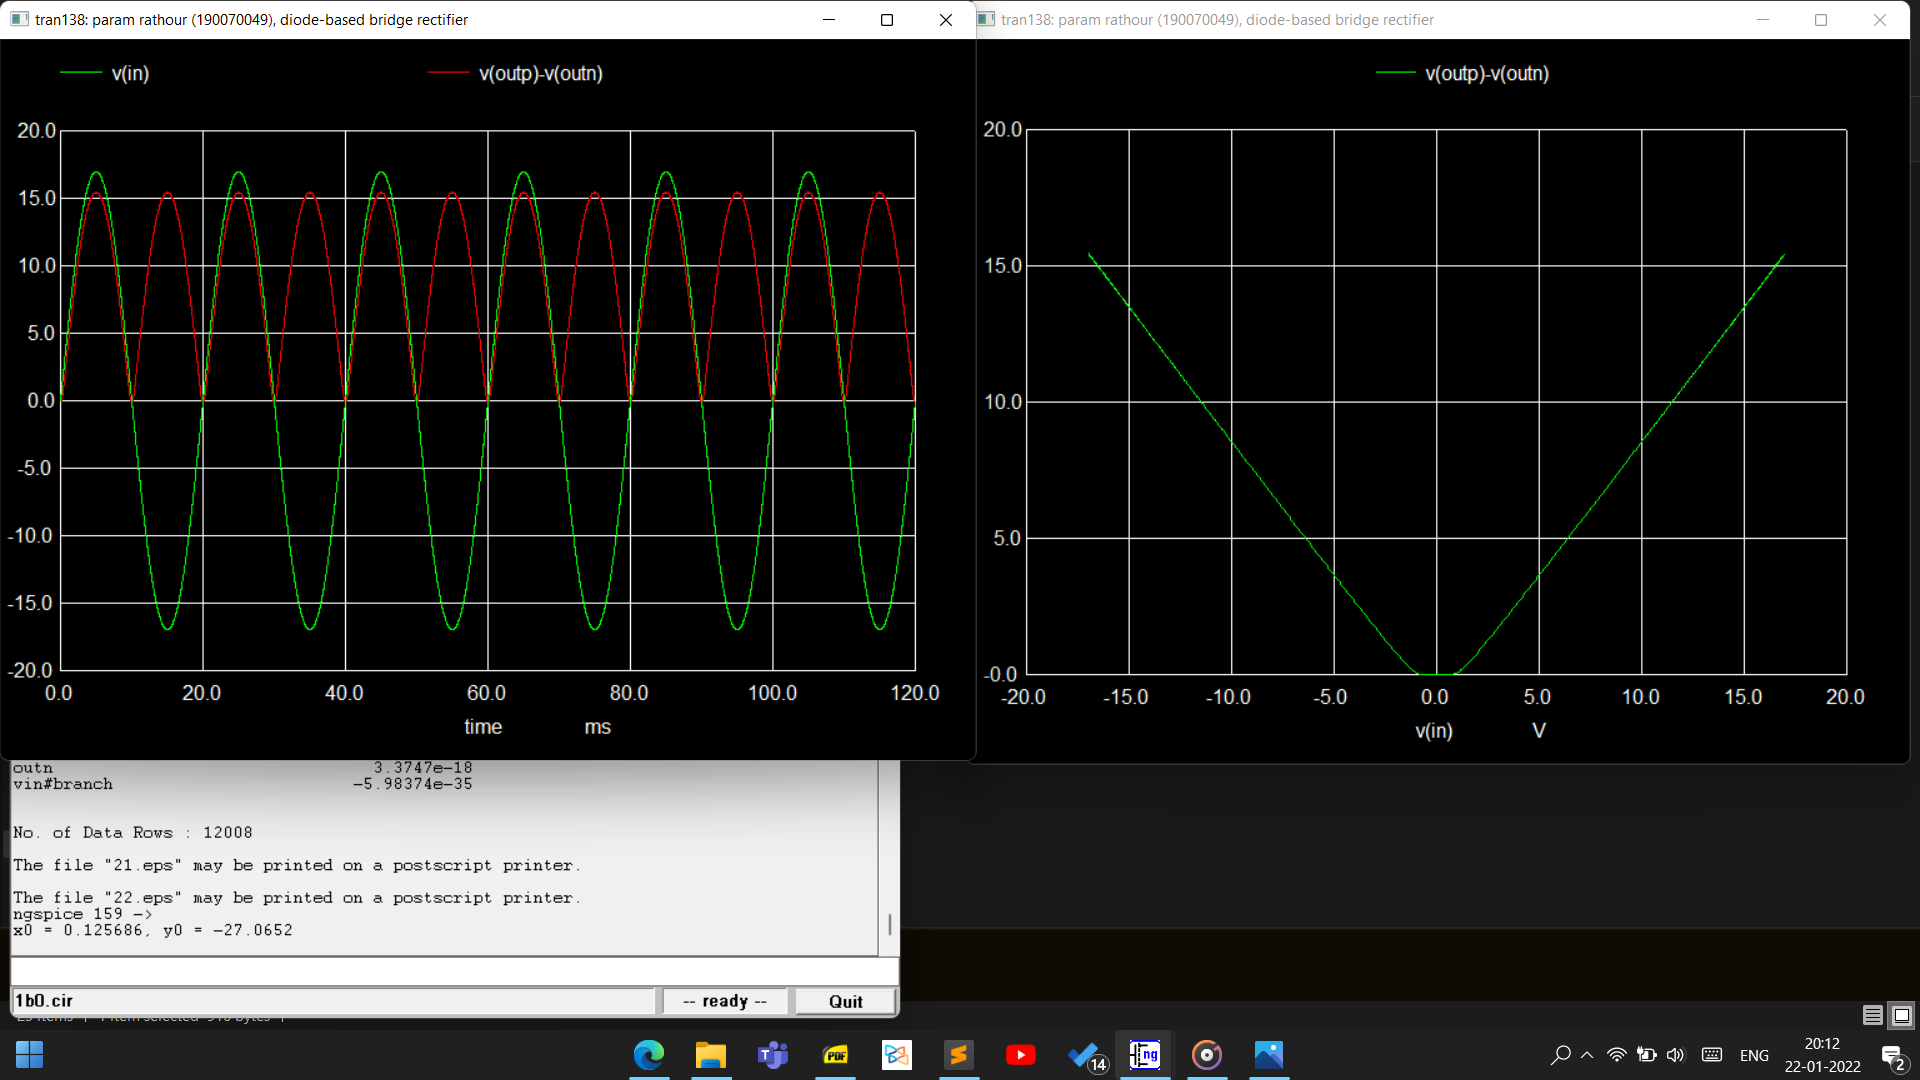 tran138: param rathour (190070049), diode-based bridge rectifier
v(in) v(outp)-v(outn)
20.0
15.0
10.0
5.0
0.0
-5.0
-10.0
-15.0
-20.0
0.0 20.0 40.0 60.0 80.0 100.0 120.0
time ms
tran138: param rathour (190070049), diode-based bridge rectifier
v(outp)-v(outn)
20.0
15.0
10.0
5.0
-0.0
-20.0 -15.0 -10.0 -5.0 0.0 5.0 10.0 15.0 20.0
v(in) V
outn 3.3747e-18
vin#branch -5.98374e-35
No. of Data Rows : 12008
The file "21.eps" may be printed on a postscript printer.
The file "22.eps" may be printed on a postscript printer.
ngspice 159 ->
x0 = 0.125686, y0 = -27.0652
1b0.cir -- ready -- Quit
PDF
ng
14
ENG
20:12
22-01-2022
2